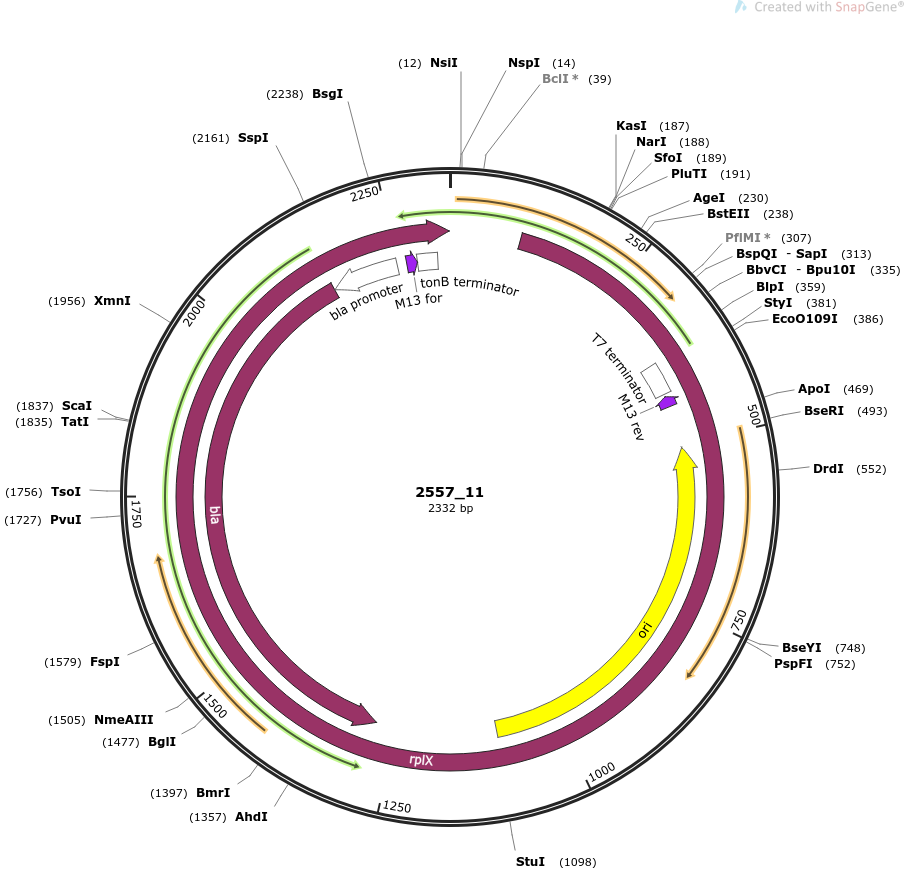 Created with SnapGene®
(12) NsiI
NspI (14)
BclI * (39)
(2238) BsgI
(2161) SspI
KasI (187)
NarI (188)
SfoI (189)
PluTI (191)
AgeI (230)
BstEII (238)
PflMI * (307)
BspQI - SapI (313)
BbvCI - Bpu10I (335)
BlpI (359)
StyI (381)
EcoO109I (386)
2250
250
tonB terminator
bla promoter
M13 for
(1956) XmnI
2000
T7 terminator
M13 rev
ApoI (469)
BseRI (493)
500
(1837) ScaI
(1835) TatI
DrdI (552)
(1756) TsoI
(1727) PvuI
1750
bla
2557_11
2332 bp
ori
750
BseYI (748)
PspFI (752)
(1579) FspI
(1505) NmeAIII
(1477) BglI
1500
rplX
(1397) BmrI
(1357) AhdI
1250
1000
StuI (1098)